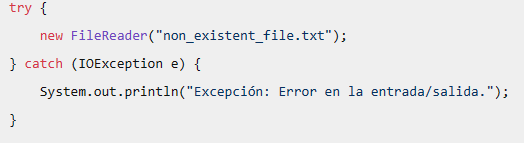 try {
    new FileReader("non_existent_file.txt");
} catch (IOException e) {
    System.out.println("Excepción: Error en la entrada/salida.");
}